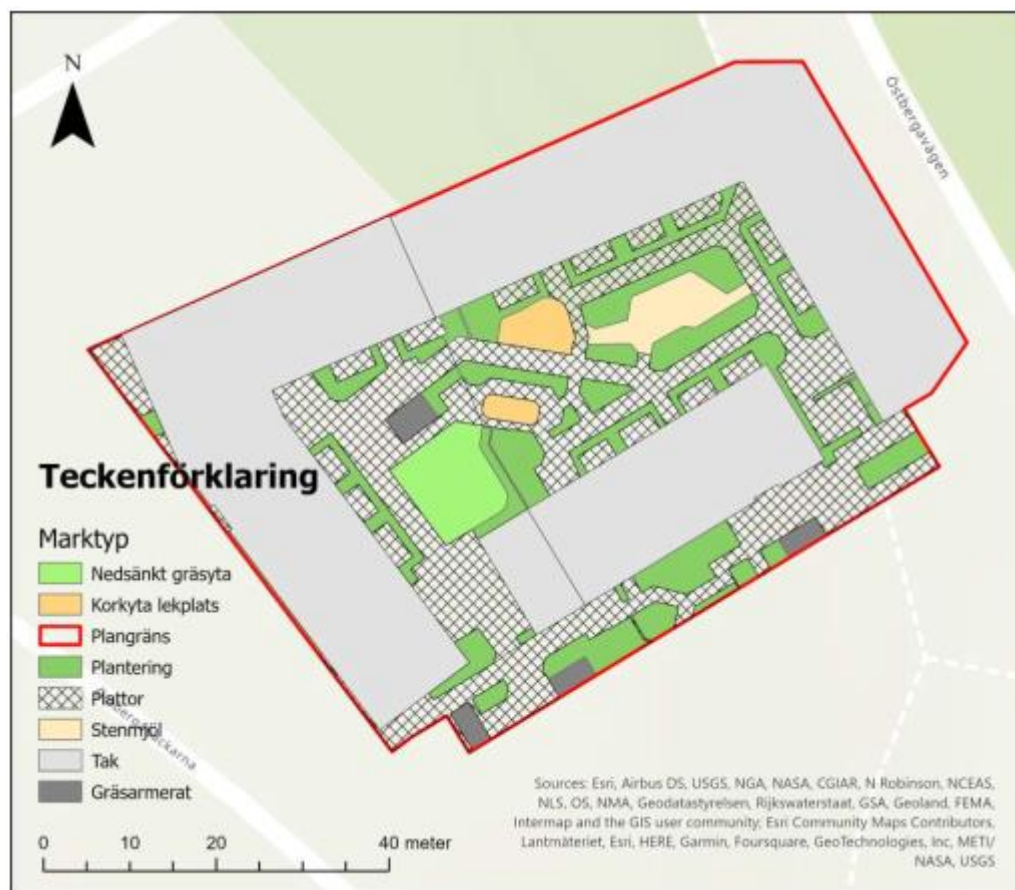 N
Östbergavägen
Teckenförklaring
Marktyp
Nedsänkt gräsyta
Korkyta lekplats
Plangräns
Plantering
Plattor
Stenmjöl
Tak
Gräsarmerat
0 10 20 40 meter
Sources: Esri, Airbus DS, USGS, NGA, NASA, CGIAR, N Robinson, NCEAS,
NLS, OS, NMA, Geodatastyrelsen, Rijkswaterstaat, GSA, Geoland, FEMA,
Intermap and the GIS user community, Esri Community Maps Contributors,
Lantmäteriet, Esri, HERE, Garmin, Foursquare, GeoTechnologies, Inc, METI/
NASA, USGS